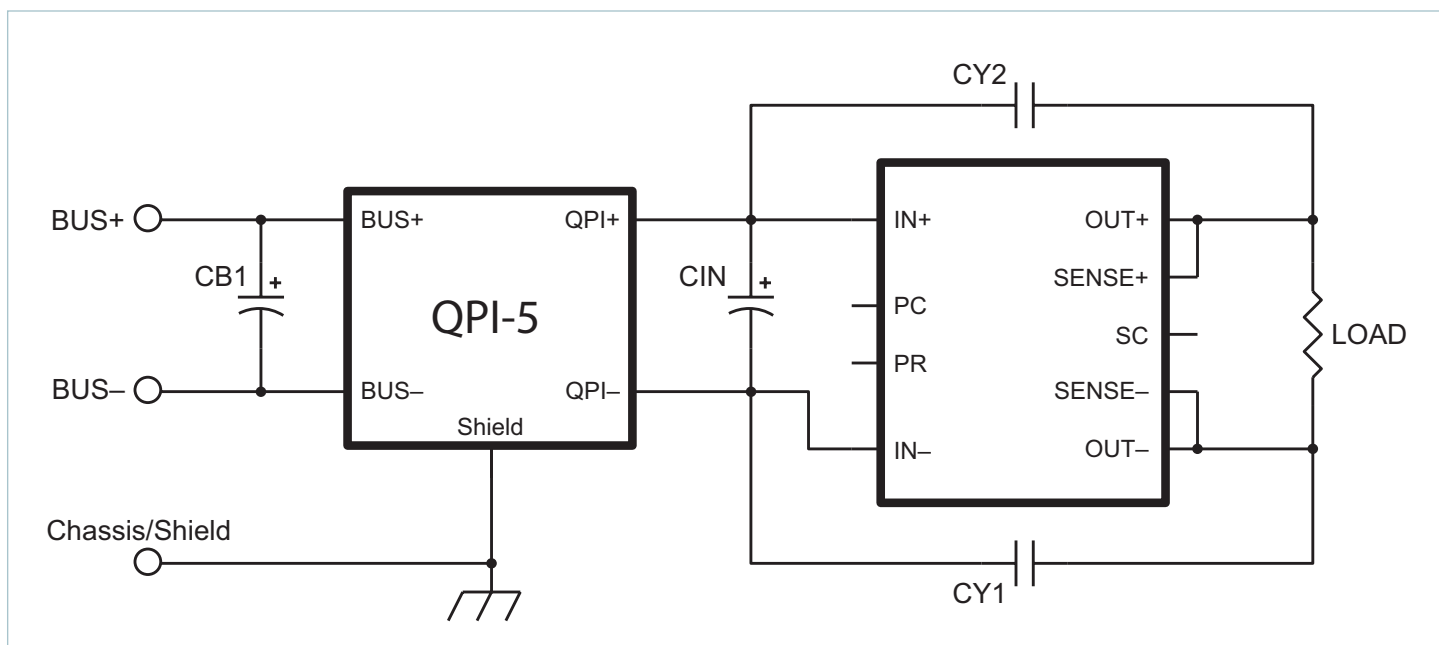 CY2
BUS+
BUS+
QPI+
IN+
OUT+
CB1
+
CIN
+
SENSE+
QPI-5
PC
SC
LOAD
PR
BUS–
BUS–
QPI–
SENSE–
Shield
IN–
OUT–
Chassis/Shield
CY1